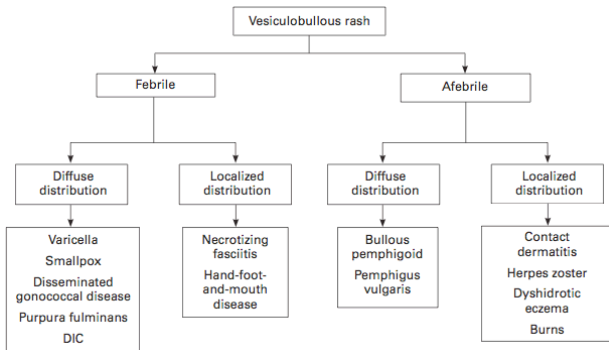 Vesiculobullous rash
Febrile
Afebrile
Diffuse
distribution
Localized
distribution
Diffuse
distribution
Localized
distribution
Varicella
Smallpox
Disseminated
gonococcal disease
Purpura fulminans
DIC
Necrotizing
fasciitis
Hand-foot-
and-mouth
disease
Bullous
pemphigoid
Pemphigus
vulgaris
Contact
dermatitis
Herpes zoster
Dyshidrotic
eczema
Burns